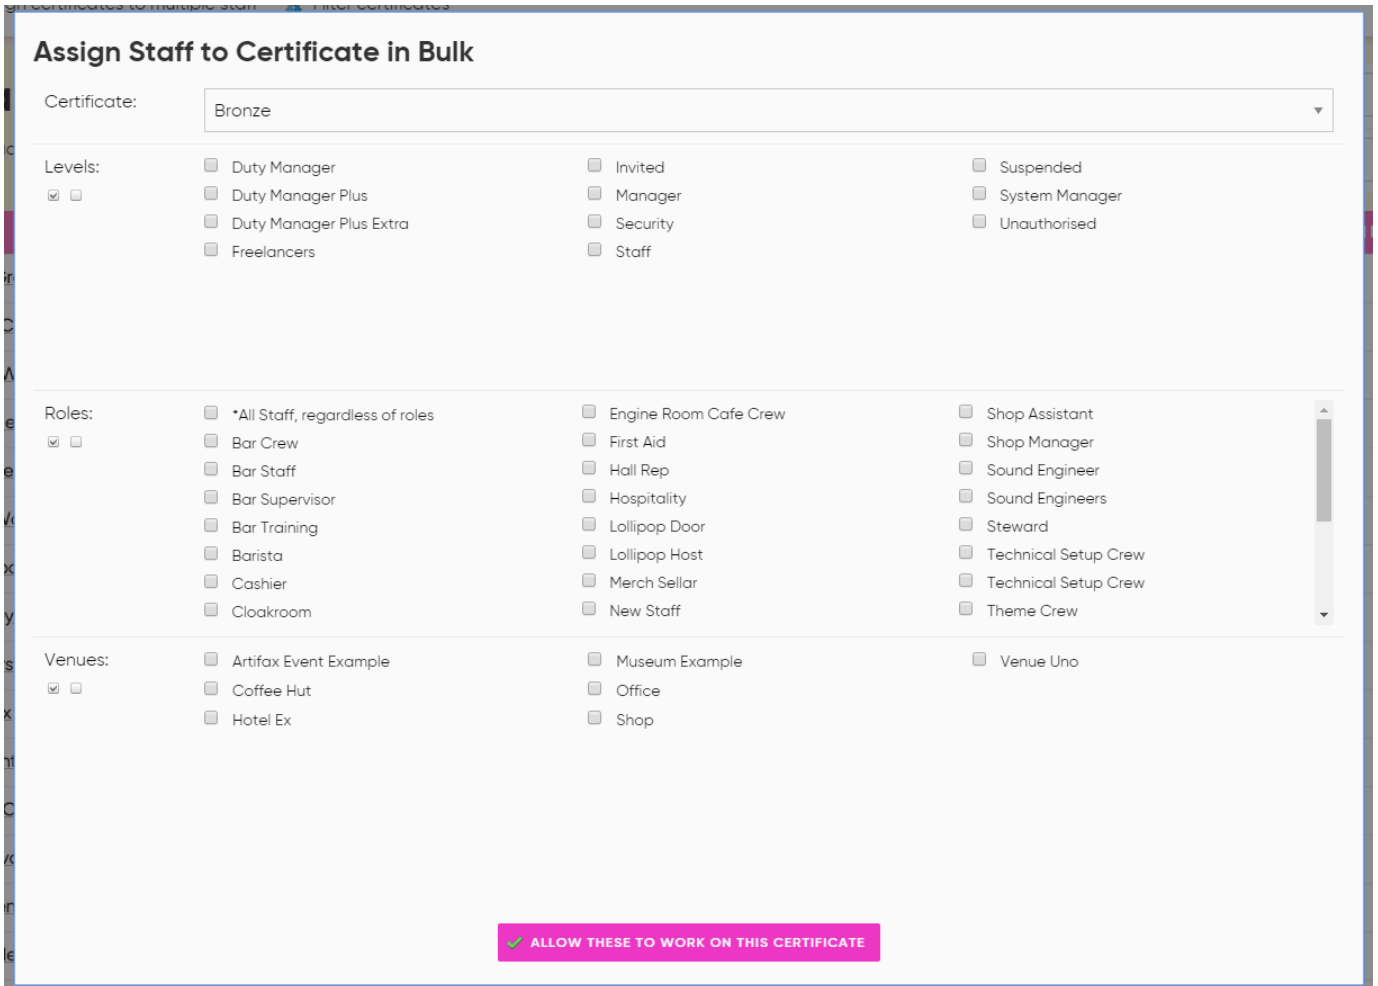 Assign Staff to Certificate in Bulk
Certificate:
Bronze
Levels:
Duty Manager
Invited
Suspended
Duty Manager Plus
Manager
System Manager
Duty Manager Plus Extra
Security
Unauthorised
Freelancers
Staff
Roles:
*All Staff, regardless of roles
Engine Room Cafe Crew
Shop Assistant
Bar Crew
First Aid
Shop Manager
Bar Staff
Hall Rep
Sound Engineer
Bar Supervisor
Hospitality
Sound Engineers
Bar Training
Lollipop Door
Steward
Barista
Lollipop Host
Technical Setup Crew
Cashier
Merch Sellar
Technical Setup Crew
Cloakroom
New Staff
Theme Crew
Venues:
Artifax Event Example
Museum Example
Venue Uno
Coffee Hut
Office
Hotel Ex
Shop
ALLOW THESE TO WORK ON THIS CERTIFICATE